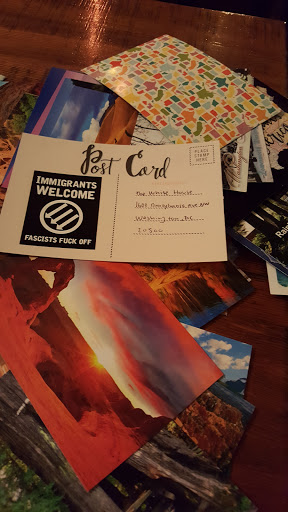 Post Card
PLACE
STAMP
HERE
IMMIGRANTS
WELCOME
FASCISTS FUCK OFF
The White House
1600 Pennsylvania Ave NW
Washington, DC
20500